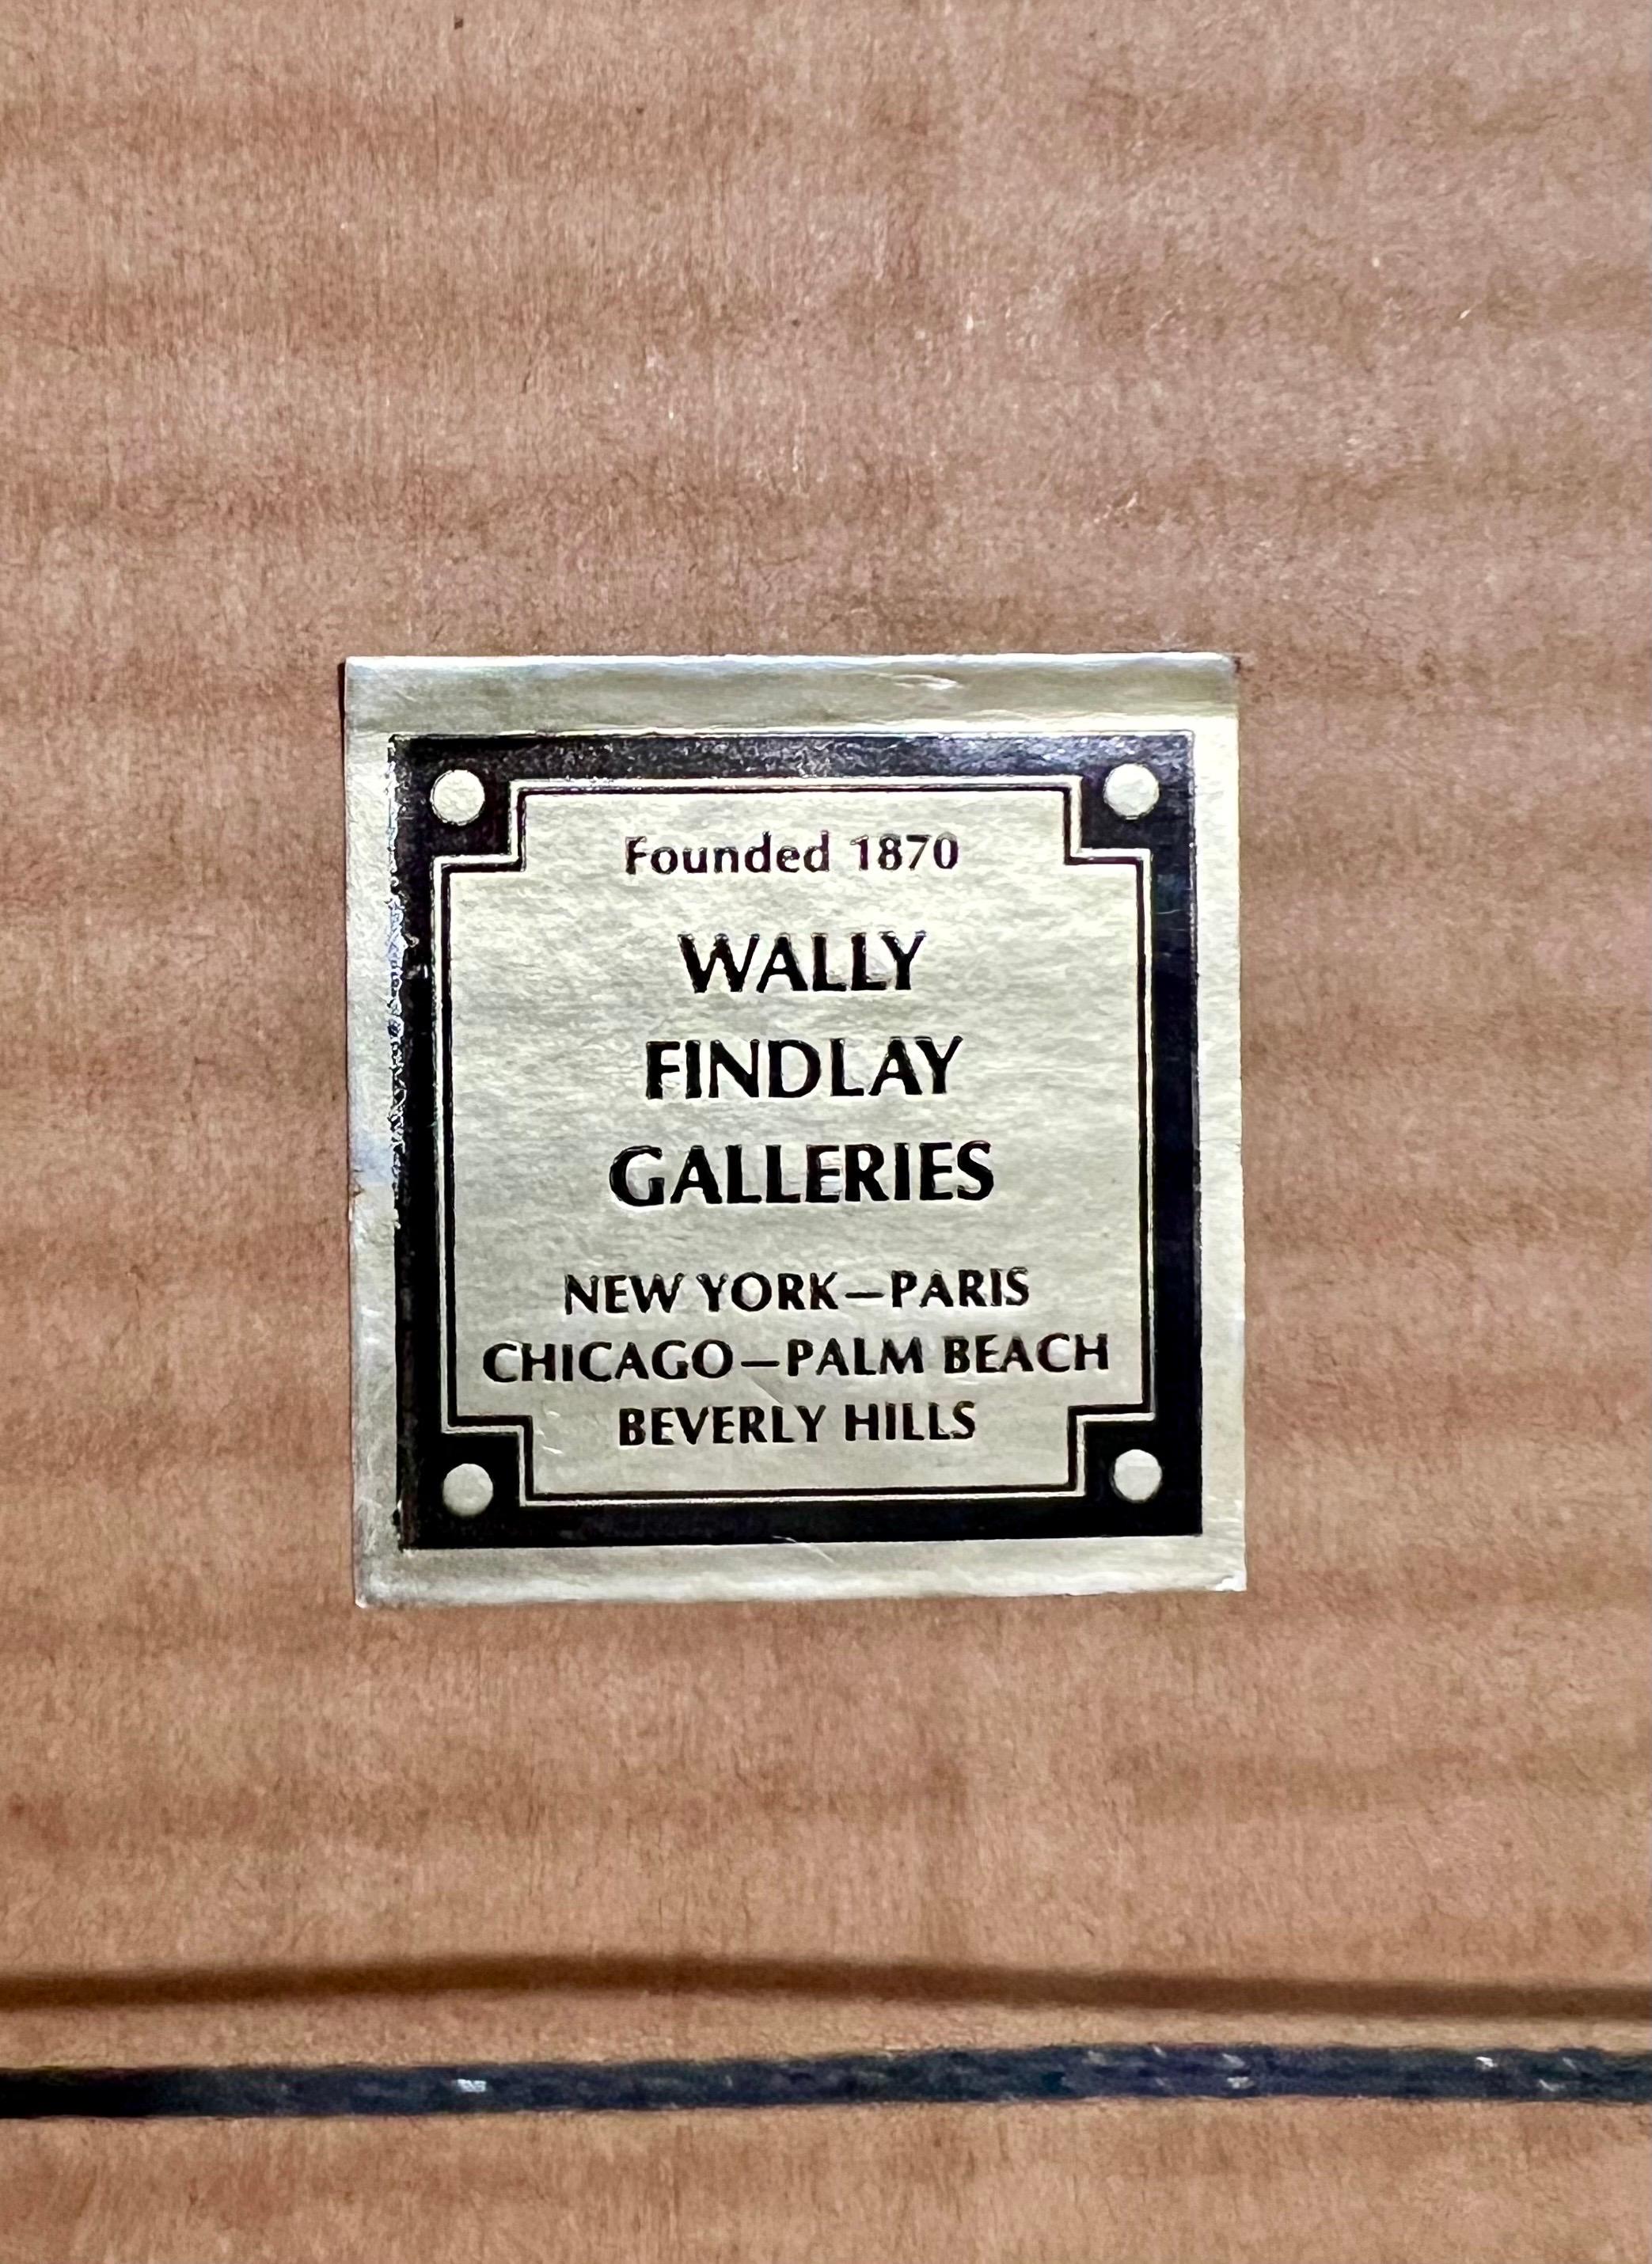 Founded 1870
WALLY
FINDLAY
GALLERIES
NEW YORK—PARIS
CHICAGO—PALM BEACH
BEVERLY HILLS